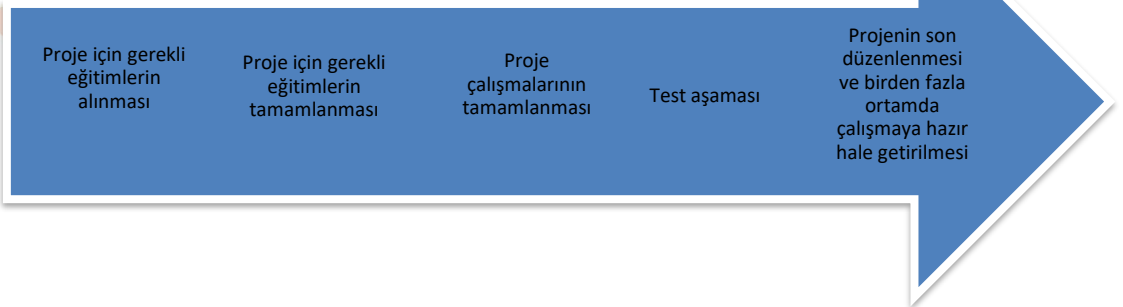 Proje için gerekli
eğitimlerin
alınması
Proje için gerekli
eğitimlerin
tamamlanması
Proje
çalışmalarının
tamamlanması
Test aşaması
Projenin son
düzenlenmesi
ve birden fazla
ortamda
çalışmaya hazır
hale getirilmesi